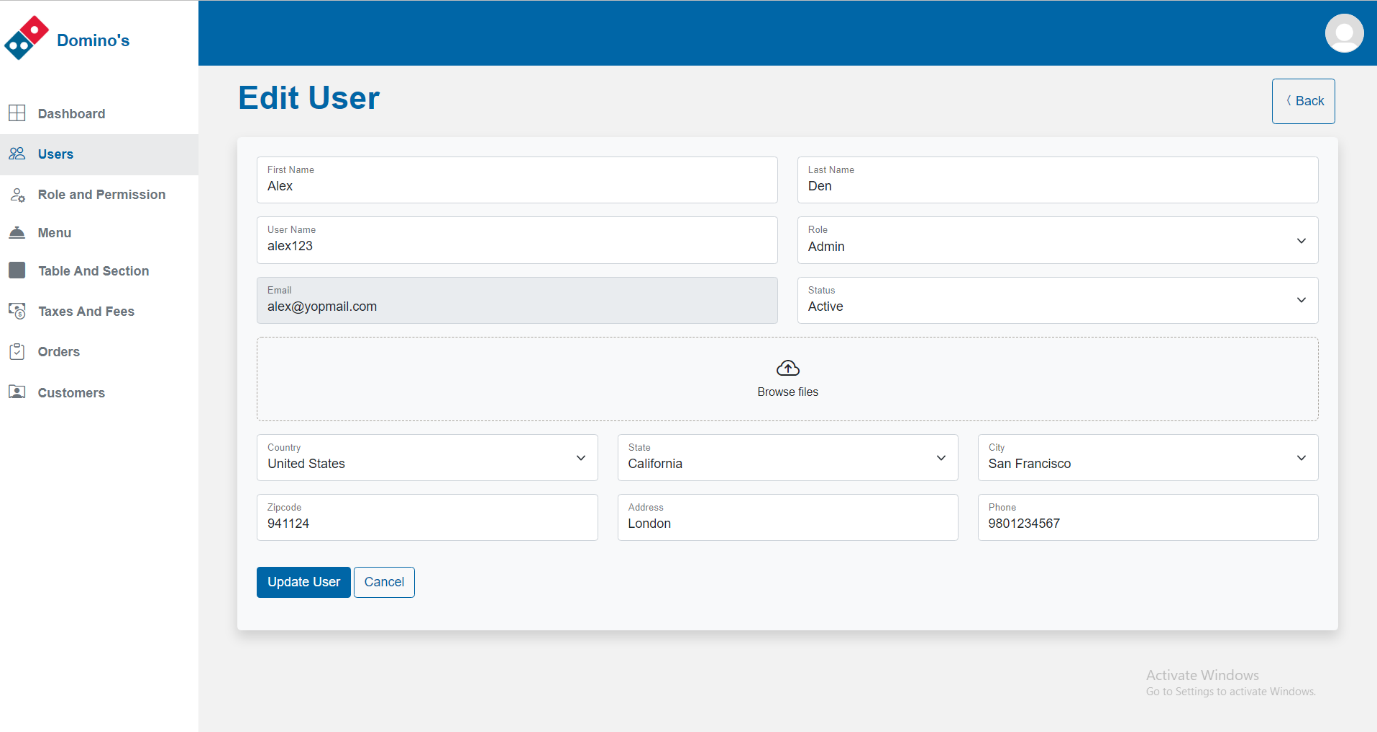 Domino's
Dashboard
Users
Role and Permission
Menu
Table And Section
Taxes And Fees
Orders
Customers
Edit User
Back
First Name
Alex
Last Name
Den
User Name
alex123
Role
Admin
Email
alex@yopmail.com
Status
Active
Browse files
Country
United States
State
California
City
San Francisco
Zipcode
941124
Address
London
Phone
9801234567
Update User
Cancel
Activate Windows
Go to Settings to activate Windows.